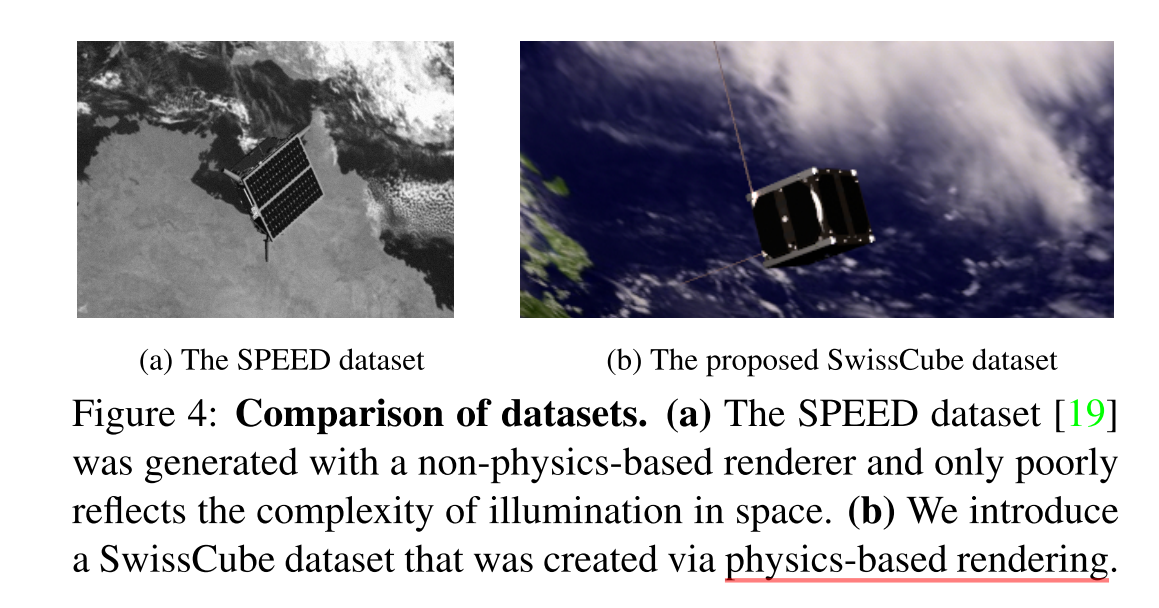 (a) The SPEED dataset
(b) The proposed SwissCube dataset
Figure 4: Comparison of datasets. (a) The SPEED dataset [19]
was generated with a non-physics-based renderer and only poorly
reflects the complexity of illumination in space. (b) We introduce
a SwissCube dataset that was created via physics-based rendering.